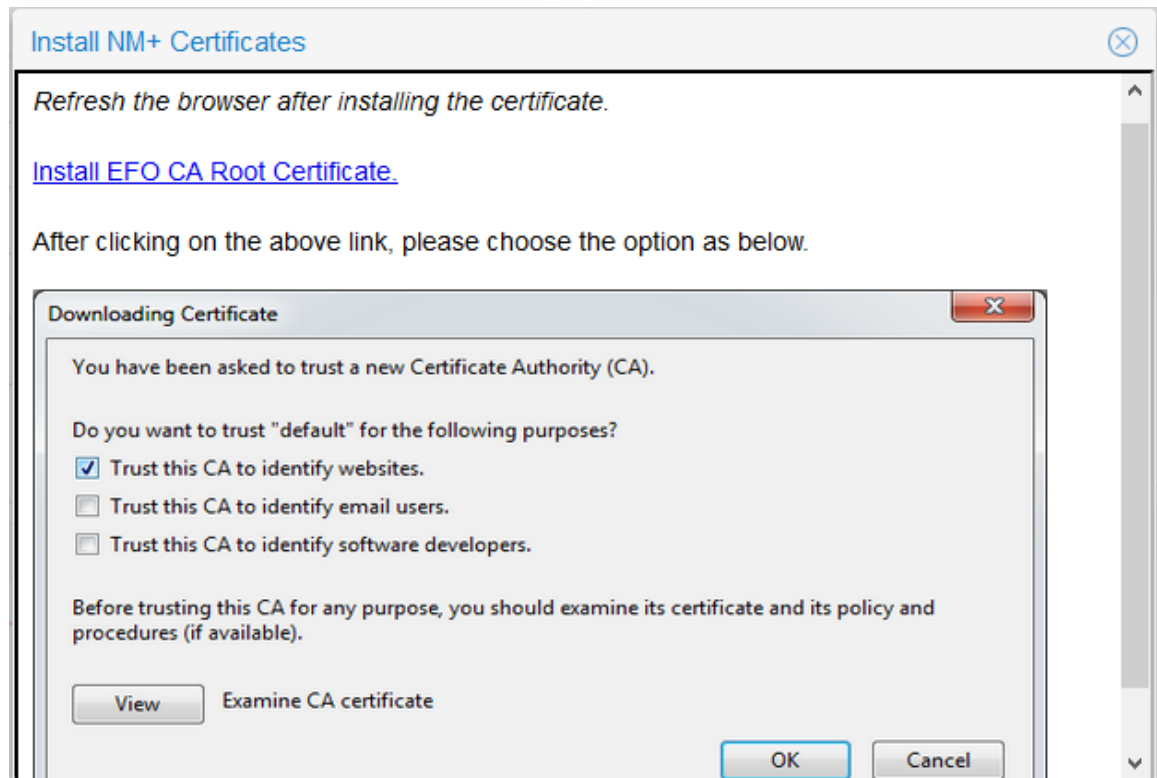 Install NM+ Certificates
Refresh the browser after installing the certificate.
Install EFO CA Root Certificate.
After clicking on the above link, please choose the option as below.
Downloading Certificate
You have been asked to trust a new Certificate Authority (CA).
Do you want to trust "default" for the following purposes?
Trust this CA to identify websites.
Trust this CA to identify email users.
Trust this CA to identify software developers.
Before trusting this CA for any purpose, you should examine its certificate and its policy and
procedures (if available).
View Examine CA certificate
OK Cancel